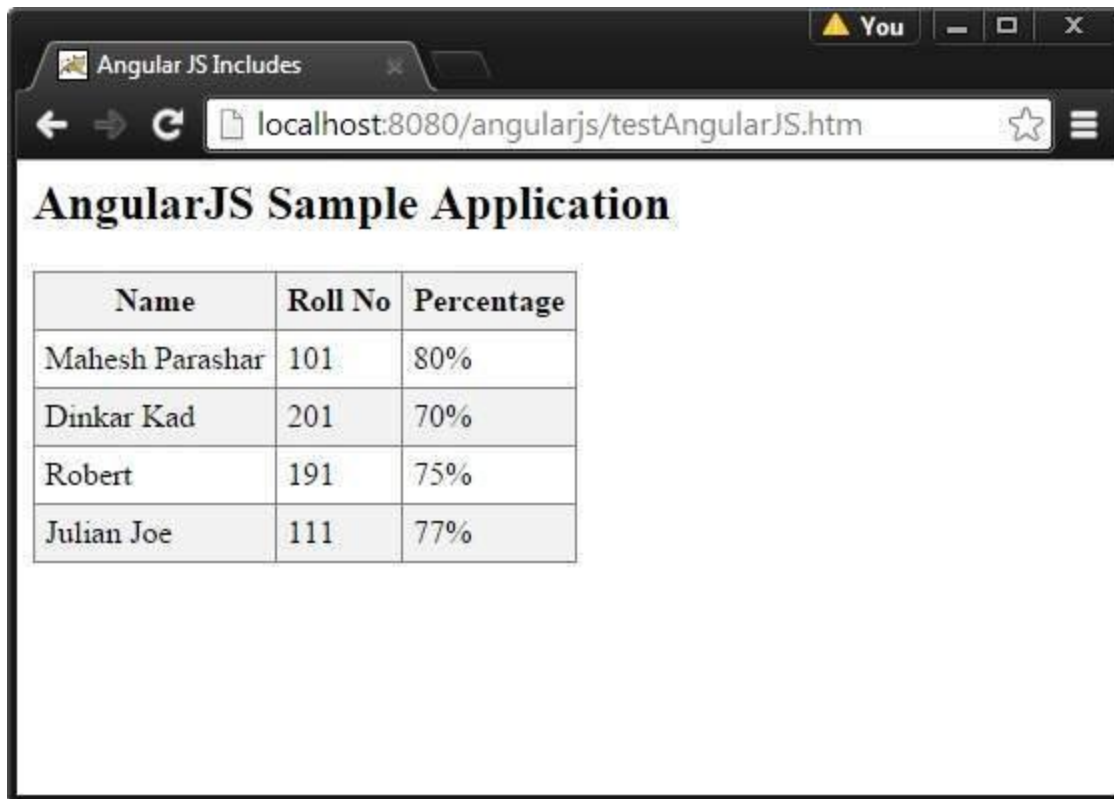 You
Angular JS Includes
localhost:8080/angularjs/testAngularJS.htm
AngularJS Sample Application
Name Roll No Percentage
Mahesh Parashar 101 80%
Dinkar Kad 201 70%
Robert 191 75%
Julian Joe 111 77%